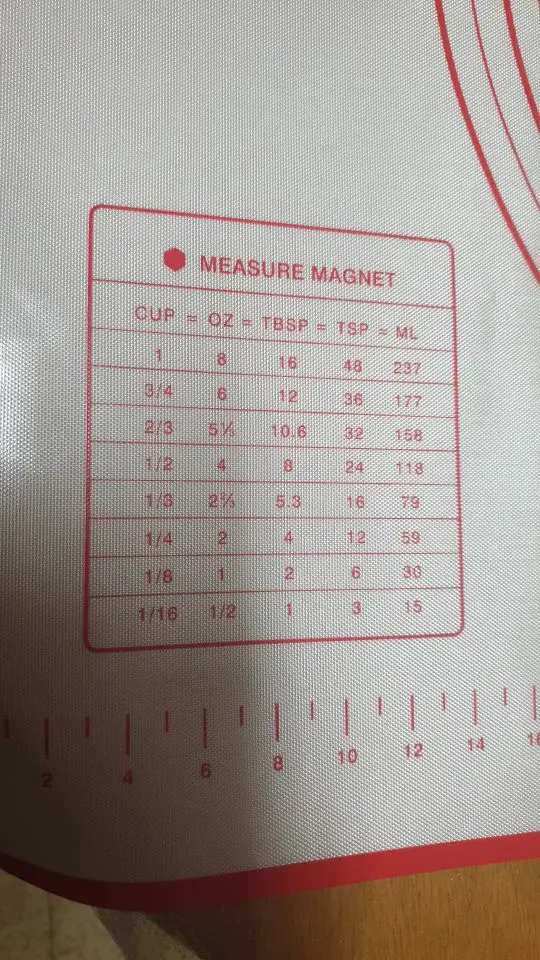 MEASURE MAGNET
CUP = OZ = TBSP = TSP = ML
1 8 16 48 237
3/4 6 12 36 177
2/3 5⅓ 10.6 32 158
1/2 4 8 24 118
1/3 2⅔ 5.3 16 79
1/4 2 4 12 59
1/8 1 2 6 30
1/16 1/2 1 3 15
2 4 6 8 10 12 14 16